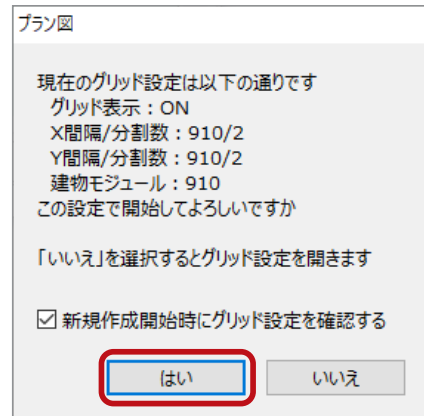 プラン図
現在のグリッド設定は以下の通りです
グリッド表示：ON
X間隔/分割数：910/2
Y間隔/分割数：910/2
建物モジュール：910
この設定で開始してよろしいですか
「いいえ」を選択するとグリッド設定を開きます
新規作成開始時にグリッド設定を確認する
はい いいえ